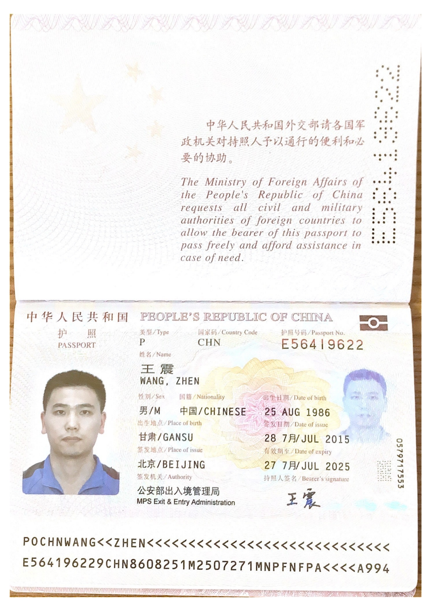 中华人民共和国外交部请各国军
政机关对持照人予以通行的便利和必
要的协助。
The Ministry of Foreign Affairs of
the People's Republic of China
requests all civil and military
authorities of foreign countries to
allow the bearer of this passport to
pass freely and afford assistance in
case of need.
E56419622
中华人民共和国 PEOPLE'S REPUBLIC OF CHINA
护照
PASSPORT
类型/Type 国家码/Country Code 护照号码/Passport No.
P CHN E56419622
姓名/Name
王震
WANG, ZHEN
性别/Sex 国籍/Nationality 出生日期/Date of birth
男/M 中国/CHINESE 25 AUG 1986
出生地点/Place of birth 签发日期/Date of issue
甘肃/GANSU 28 7月/JUL 2015
签发地点/Place of issue 有效期至/Date of expiry
北京/BEIJING 27 7月/JUL 2025
签发机关/Authority 持照人签名/Bearer's signature
公安部出入境管理局
MPS Exit & Entry Administration
王震
0579717553
POCHNWANG<<ZHEN<<<<<<<<<<<<<<<<<<<<<<<<<<<<<
E564196229CHN8608251M2507271MNPFNFPA<<<<A994